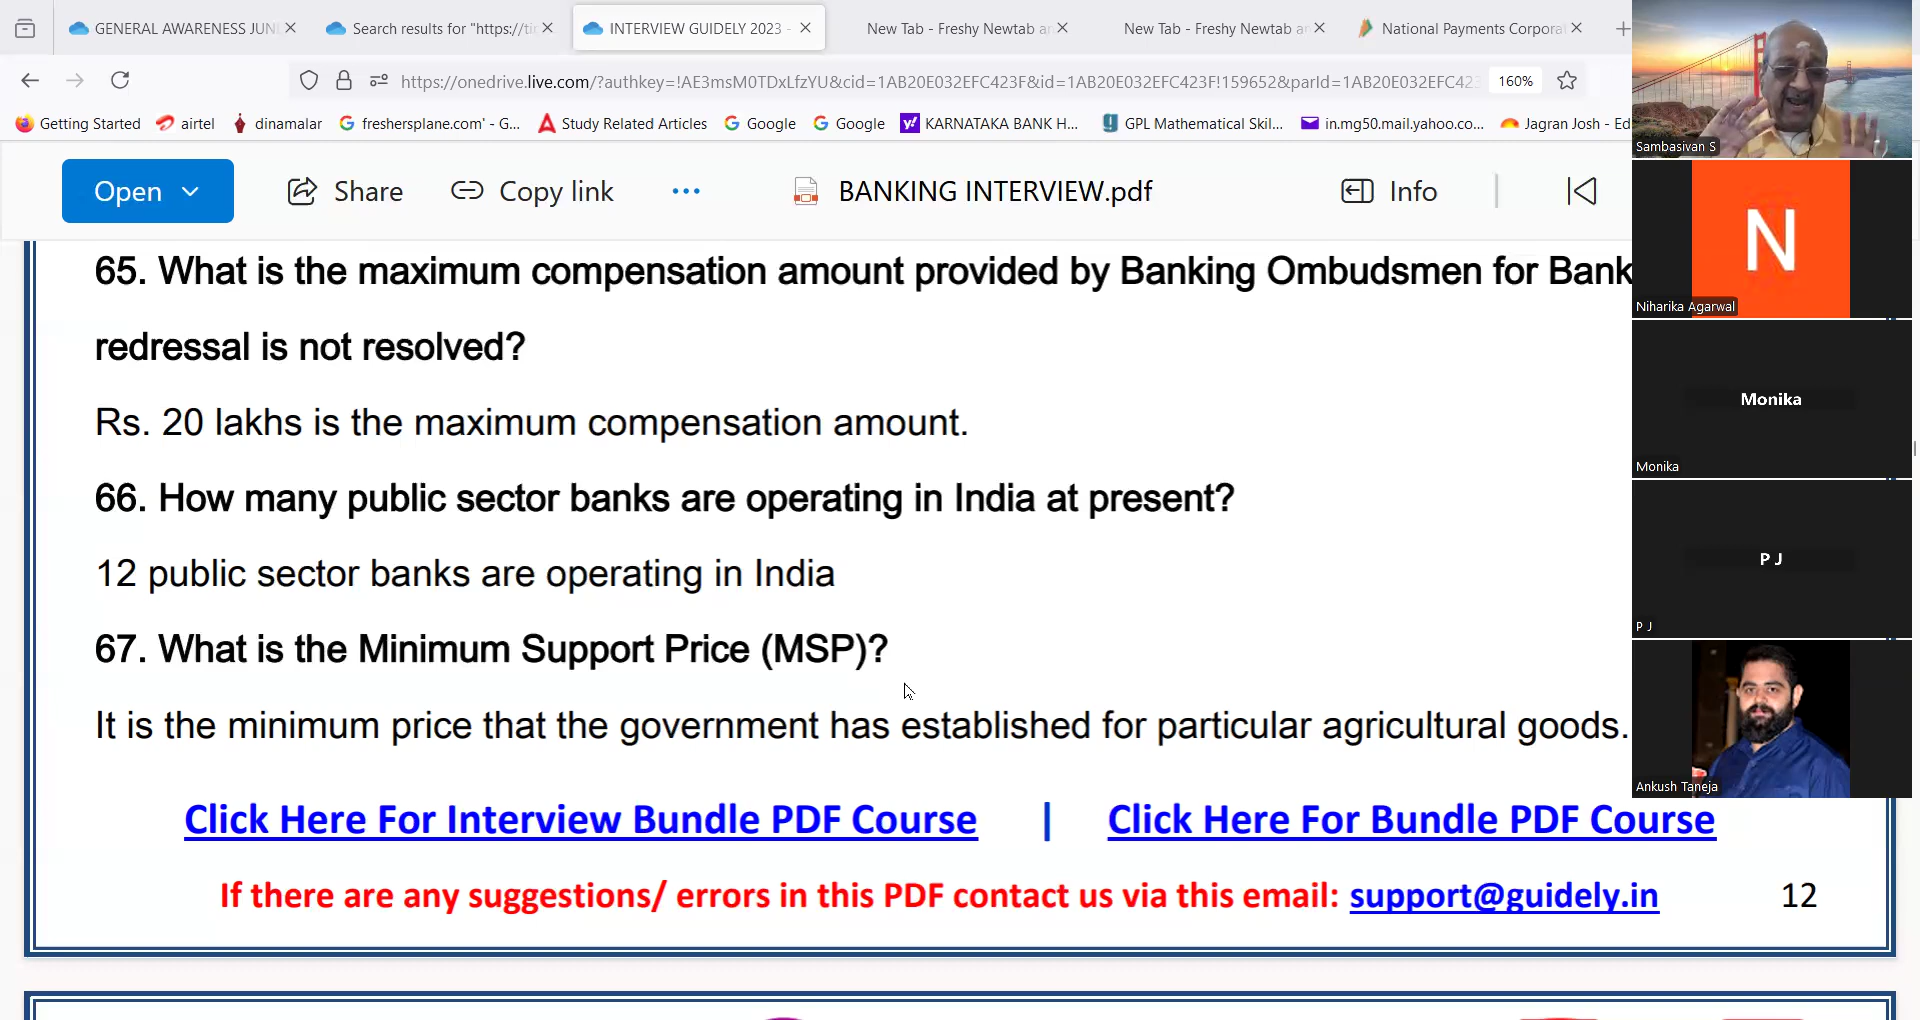 GENERAL AWARENESS JUN
Search results for "https://ti
INTERVIEW GUIDELY 2023 -
New Tab - Freshy Newtab an
New Tab - Freshy Newtab an
National Payments Corporat
https://onedrive.live.com/?authkey=!AE3msM0TDxLfzYU&cid=1AB20E032EFC423F&id=1AB20E032EFC423F!159652&parId=1AB20E032EFC423
160%
Getting Started
airtel
dinamalar
freshersplane.com' - G...
Study Related Articles
Google
Google
KARNATAKA BANK H...
GPL Mathematical Skil...
in.mg50.mail.yahoo.co...
Jagran Josh - Ed
Open
Share
Copy link
BANKING INTERVIEW.pdf
Info
65. What is the maximum compensation amount provided by Banking Ombudsmen for Bank
redressal is not resolved?
Rs. 20 lakhs is the maximum compensation amount.
66. How many public sector banks are operating in India at present?
12 public sector banks are operating in India
67. What is the Minimum Support Price (MSP)?
It is the minimum price that the government has established for particular agricultural goods.
Click Here For Interview Bundle PDF Course | Click Here For Bundle PDF Course
If there are any suggestions/ errors in this PDF contact us via this email: support@guidely.in 12
Sambasivan S
N
Niharika Agarwal
Monika
Monika
P J
P J
Ankush Taneja